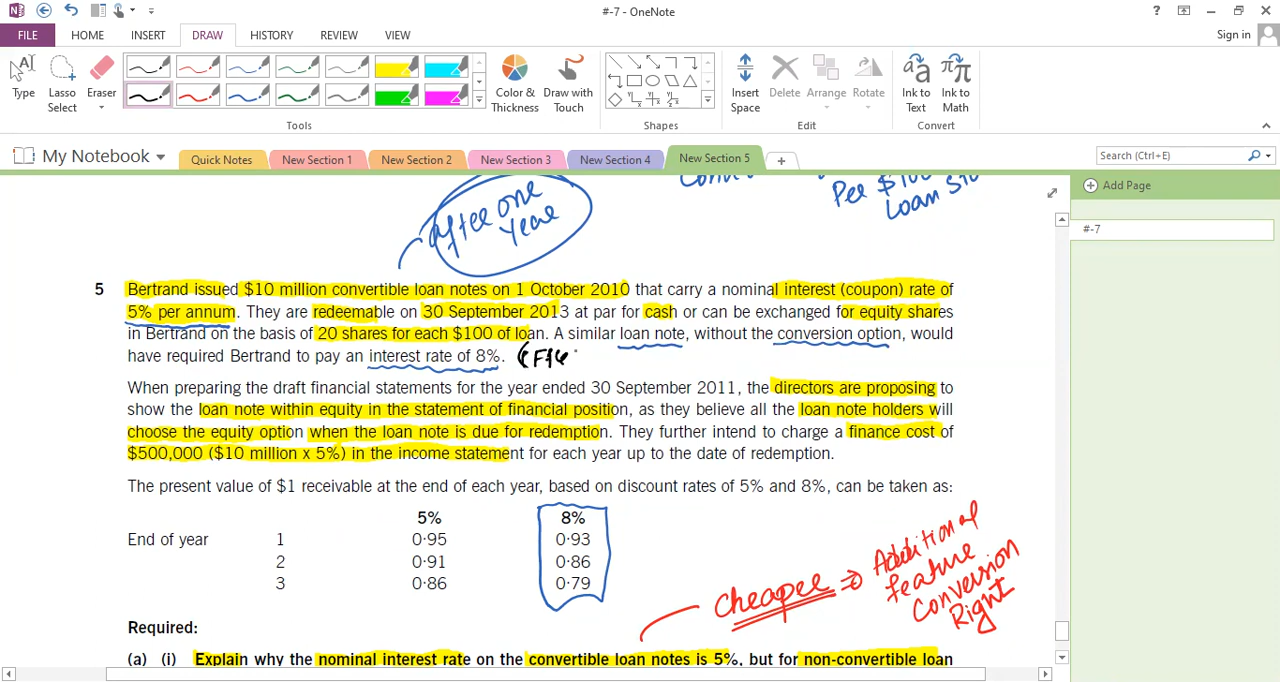 #-7 - OneNote
?
FILE HOME INSERT DRAW HISTORY REVIEW VIEW
Sign in
Type
Lasso Select
Eraser
Color & Thickness
Draw with Touch
Insert Space
Delete
Arrange
Rotate
Ink to Text
Ink to Math
Tools
Shapes
Edit
Convert
My Notebook
Quick Notes
New Section 1
New Section 2
New Section 3
New Section 4
New Section 5
Search (Ctrl+E)
Add Page
#-7
Per $100
Loan
after one
year
5 Bertrand issued $10 million convertible loan notes on 1 October 2010 that carry a nominal interest (coupon) rate of
5% per annum. They are redeemable on 30 September 2013 at par for cash or can be exchanged for equity shares
in Bertrand on the basis of 20 shares for each $100 of loan. A similar loan note, without the conversion option, would
have required Bertrand to pay an interest rate of 8%.
When preparing the draft financial statements for the year ended 30 September 2011, the directors are proposing to
show the loan note within equity in the statement of financial position, as they believe all the loan note holders will
choose the equity option when the loan note is due for redemption. They further intend to charge a finance cost of
$500,000 ($10 million x 5%) in the income statement for each year up to the date of redemption.
The present value of $1 receivable at the end of each year, based on discount rates of 5% and 8%, can be taken as:
5% 8%
End of year 1 0·95 0·93
2 0·91 0·86
3 0·86 0·79
Cheaper ⇒ Additional
feature
Conversion
Right
Required:
(a) (i) Explain why the nominal interest rate on the convertible loan notes is 5%, but for non-convertible loan